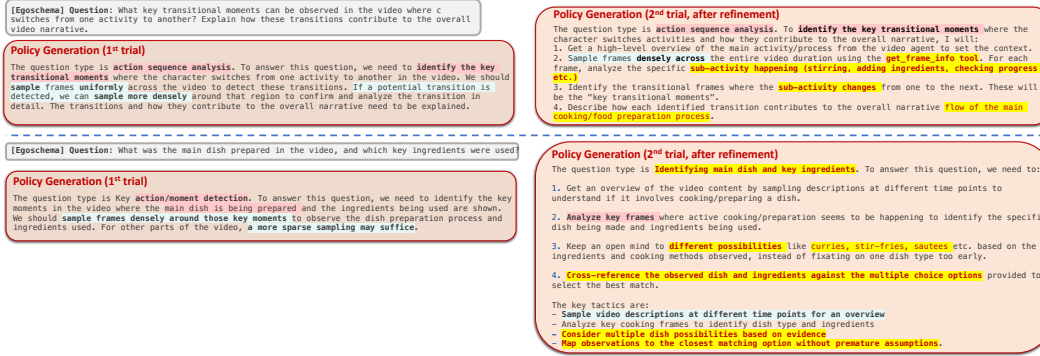 [Egoschema] Question: What key transitional moments can be observed in the video where c
switches from one activity to another? Explain how these transitions contribute to the overall
video narrative.
Policy Generation (1st trial)
The question type is action sequence analysis. To answer this question, we need to identify the key
transitional moments where the character switches from one activity to another in the video. We should
sample frames uniformly across the video to detect these transitions. If a potential transition is
detected, we can sample more densely around that region to confirm and analyze the transition in
detail. The transitions and how they contribute to the overall narrative need to be explained.
Policy Generation (2nd trial, after refinement)
The question type is action sequence analysis. To identify the key transitional moments where the
character switches activities and how they contribute to the overall narrative, I will:
1. Get a high-level overview of the main activity/process from the video agent to set the context.
2. Sample frames densely across the entire video duration using the get_frame_info tool. For each
frame, analyze the specific sub-activity happening (stirring, adding ingredients, checking progress
etc.)
3. Identify the transitional frames where the sub-activity changes from one to the next. These will
be the "key transitional moments".
4. Describe how each identified transition contributes to the overall narrative flow of the main
cooking/food preparation process.
[Egoschema] Question: What was the main dish prepared in the video, and which key ingredients were used?
Policy Generation (1st trial)
The question type is Key action/moment detection. To answer this question, we need to identify the key
moments in the video where the main dish is being prepared and the ingredients being used are shown.
We should sample frames densely around those key moments to observe the dish preparation process and
ingredients used. For other parts of the video, a more sparse sampling may suffice.
Policy Generation (2nd trial, after refinement)
The question type is Identifying main dish and key ingredients. To answer this question, we need to:
1. Get an overview of the video content by sampling descriptions at different time points to
understand if it involves cooking/preparing a dish.
2. Analyze key frames where active cooking/preparation seems to be happening to identify the specifi
dish being made and ingredients being used.
3. Keep an open mind to different possibilities like curries, stir-fries, sautees etc. based on the
ingredients and cooking methods observed, instead of fixating on one dish type too early.
4. Cross-reference the observed dish and ingredients against the multiple choice options provided to
select the best match.
The key tactics are:
– Sample video descriptions at different time points for an overview
– Analyze key cooking frames to identify dish type and ingredients
– Consider multiple dish possibilities based on evidence
– Map observations to the closest matching option without premature assumptions.